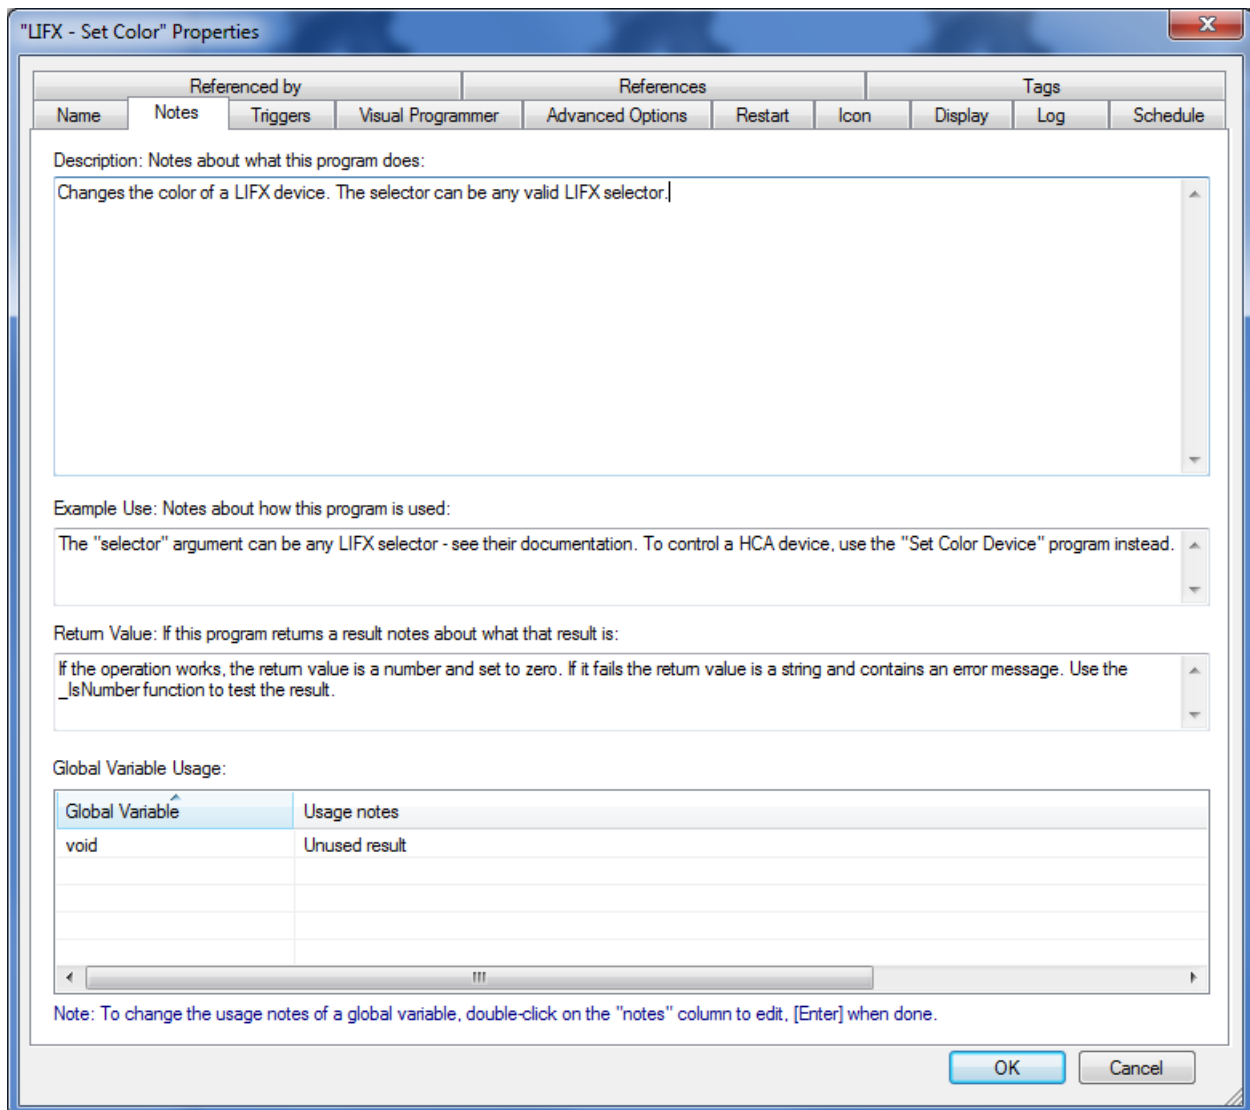 "LIFX - Set Color" Properties
Referenced by References Tags
Name Notes Triggers Visual Programmer Advanced Options Restart Icon Display Log Schedule
Description: Notes about what this program does:
Changes the color of a LIFX device. The selector can be any valid LIFX selector.
Example Use: Notes about how this program is used:
The "selector" argument can be any LIFX selector - see their documentation. To control a HCA device, use the "Set Color Device" program instead.
Return Value: If this program returns a result notes about what that result is:
If the operation works, the return value is a number and set to zero. If it fails the return value is a string and contains an error message. Use the
_IsNumber function to test the result.
Global Variable Usage:
Global Variable Usage notes
void Unused result
Note: To change the usage notes of a global variable, double-click on the "notes" column to edit, [Enter] when done.
OK Cancel